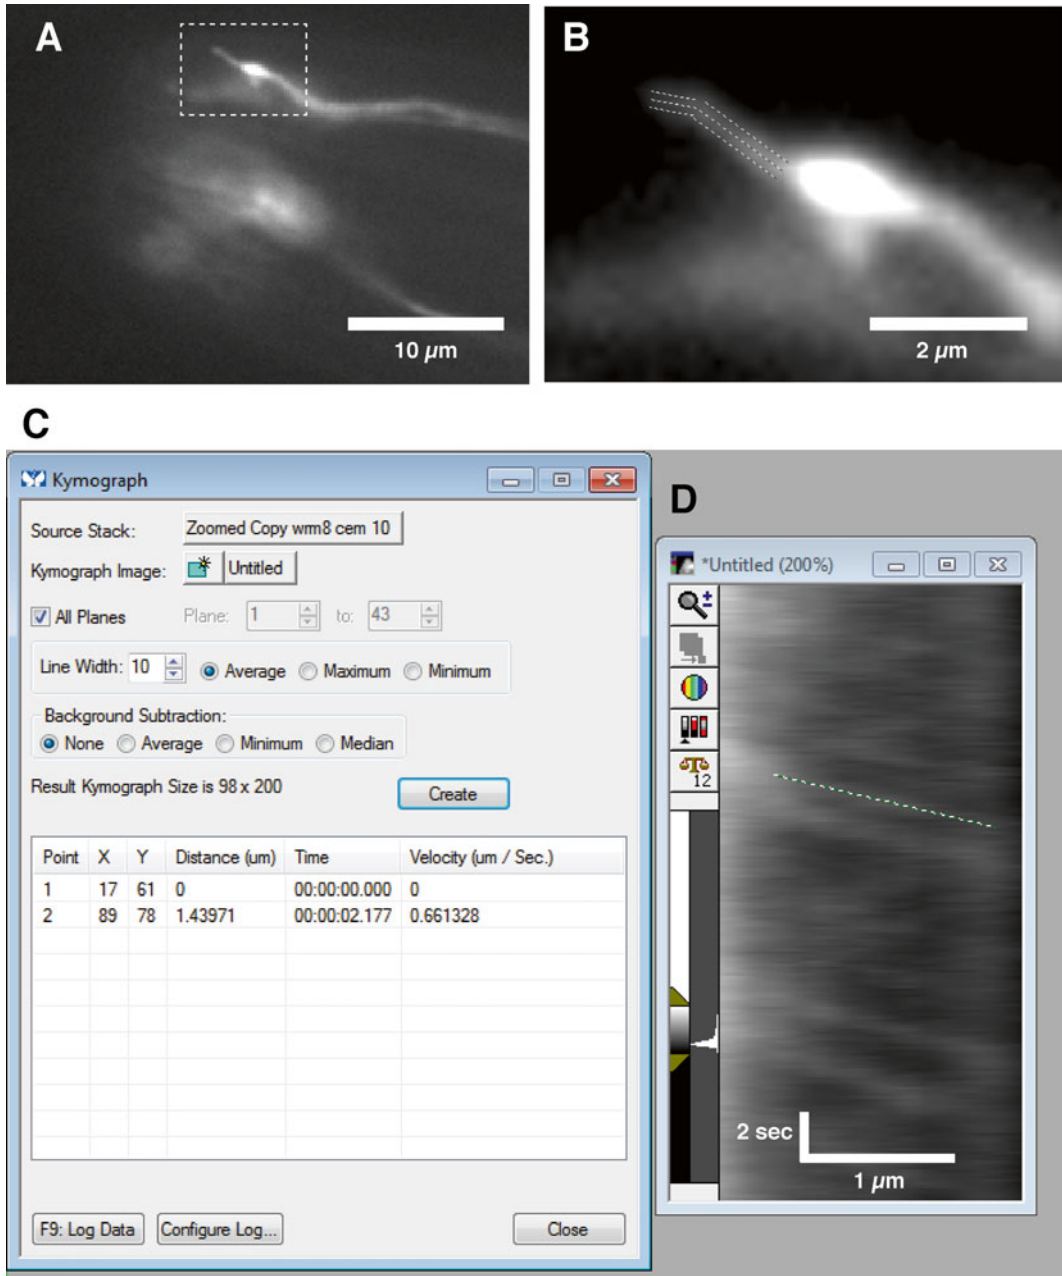 A
B
10 µm
2 µm
C
Kymograph
Source Stack: Zoomed Copy wrm8 cem 10
Kymograph Image: Untitled
All Planes Plane: 1 to: 43
Line Width: 10 Average Maximum Minimum
Background Subtraction:
None Average Minimum Median
Result Kymograph Size is 98 x 200
Create
Point X Y Distance (um) Time Velocity (um / Sec.)
1 17 61 0 00:00:00.000 0
2 89 78 1.43971 00:00:02.177 0.661328
F9: Log Data Configure Log... Close
D
*Untitled (200%)
12
2 sec
1 µm